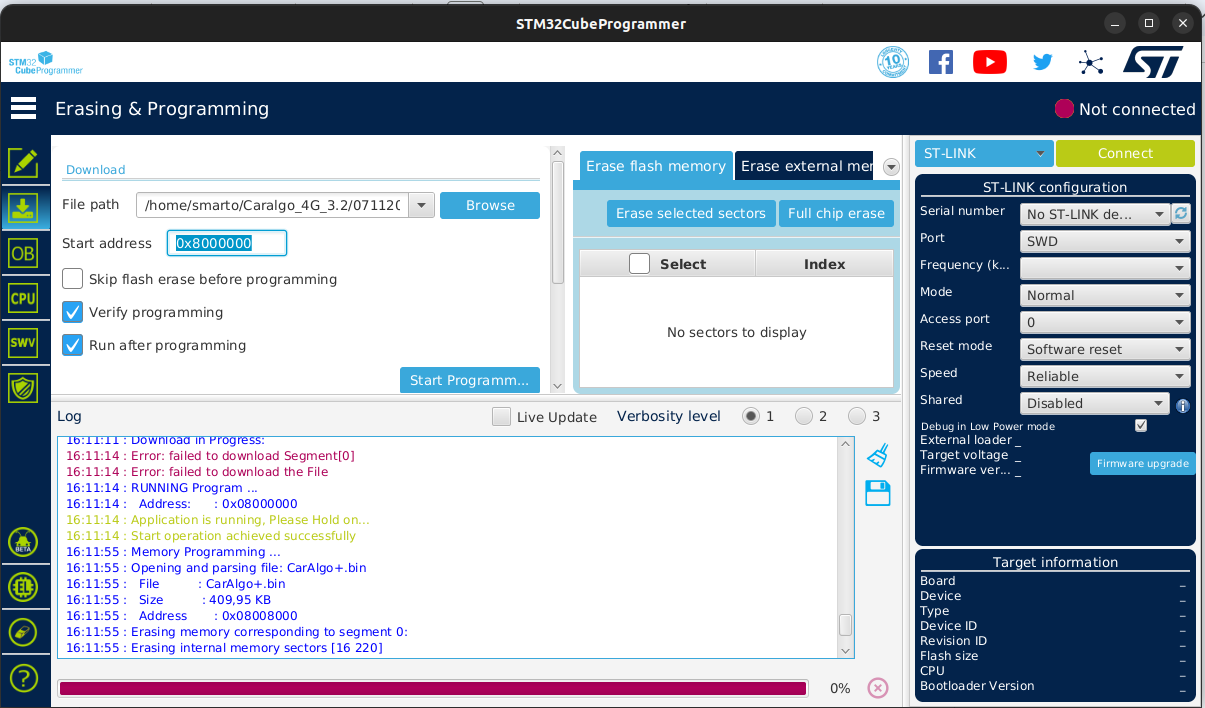 STM32CubeProgrammer
STM32
CubeProgrammer
10
YEARS
Erasing & Programming
Not connected
OB
CPU
SWV
BETA
EL
?
Download
File path
/home/smarto/Caralgo_4G_3.2/071120
Browse
Start address
0x8000000
Skip flash erase before programming
Verify programming
Run after programming
Start Programm...
Erase flash memory
Erase external mem
Erase selected sectors
Full chip erase
Select
Index
No sectors to display
Log
Live Update
Verbosity level
1
2
3
16:11:11 : Download in Progress:
16:11:14 : Error: failed to download Segment[0]
16:11:14 : Error: failed to download the File
16:11:14 : RUNNING Program ...
16:11:14 :   Address:      : 0x08000000
16:11:14 : Application is running, Please Hold on...
16:11:14 : Start operation achieved successfully
16:11:55 : Memory Programming ...
16:11:55 : Opening and parsing file: CarAlgo+.bin
16:11:55 :   File          : CarAlgo+.bin
16:11:55 :   Size          : 409,95 KB
16:11:55 :   Address       : 0x08008000
16:11:55 : Erasing memory corresponding to segment 0:
16:11:55 : Erasing internal memory sectors [16 220]
0%
ST-LINK
Connect
ST-LINK configuration
Serial number
No ST-LINK de...
Port
SWD
Frequency (k...
Mode
Normal
Access port
0
Reset mode
Software reset
Speed
Reliable
Shared
Disabled
Debug in Low Power mode
External loader _
Target voltage _
Firmware ver... _
Firmware upgrade
Target information
Board _
Device _
Type _
Device ID _
Revision ID _
Flash size _
CPU _
Bootloader Version _